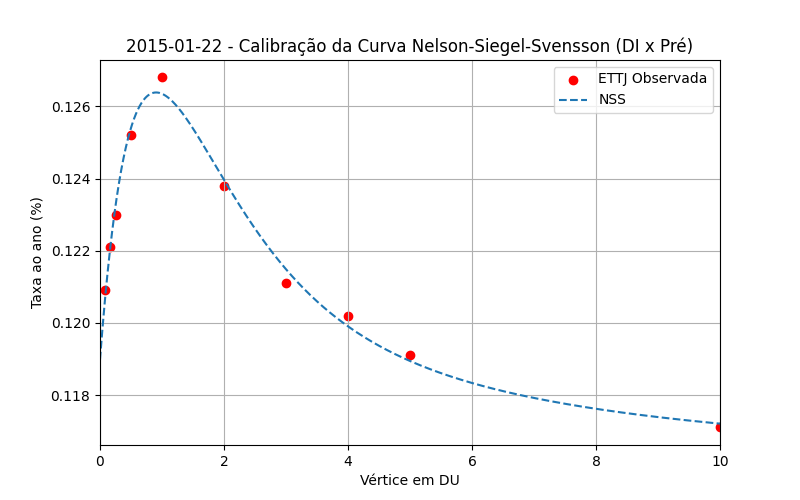 2015-01-22 - Calibração da Curva Nelson-Siegel-Svensson (DI x Pré)
ETTJ Observada
NSS
Taxa ao ano (%)
0.126
0.124
0.122
0.120
0.118
0 2 4 6 8 10
Vértice em DU